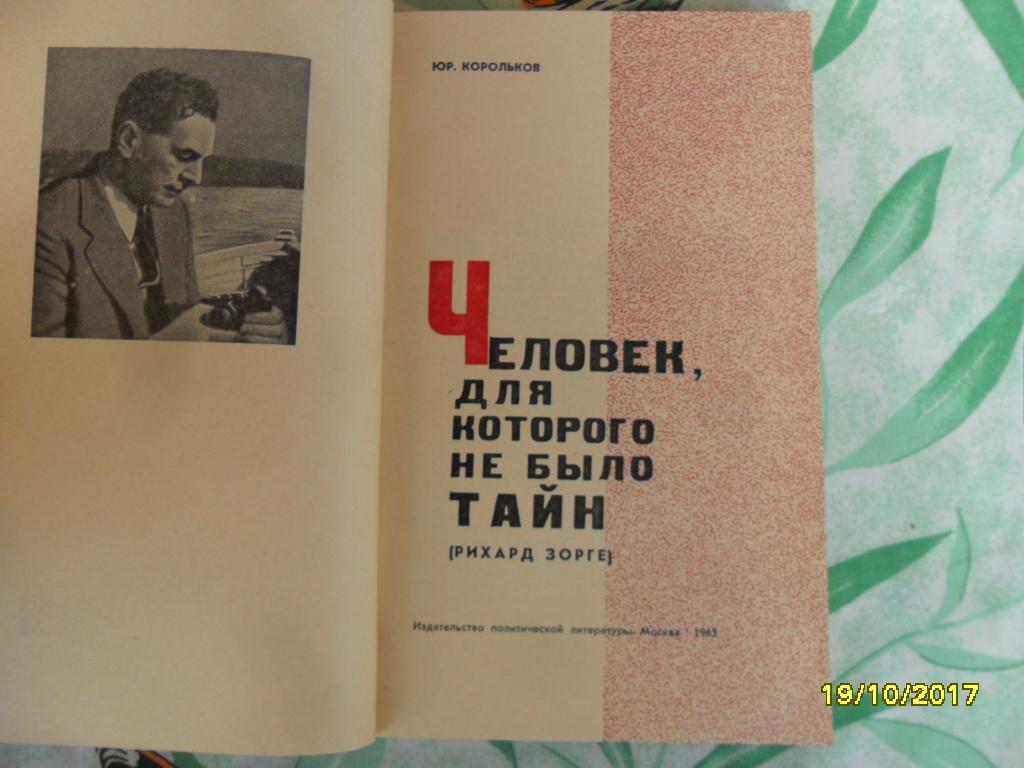 ЮР. КОРОЛЬКОВ
ЧЕЛОВЕК,
ДЛЯ
КОТОРОГО
НЕ БЫЛО
ТАЙН
(РИХАРД ЗОРГЕ)
Издательство политической литературы · Москва · 1965
19/10/2017